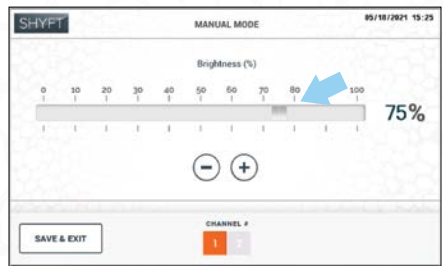 SHYFT
MANUAL MODE
05/18/2021 15:25
Brightness (%)
0 10 20 30 40 50 60 70 80 100
75%
− +
SAVE & EXIT
CHANNEL #
1 2